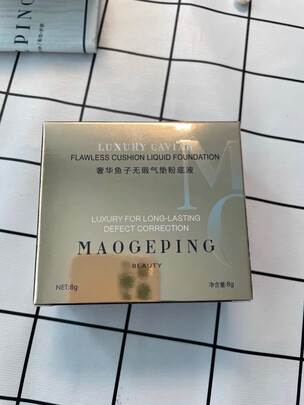 PING
LUXURY CAVIAR
FLAWLESS CUSHION LIQUID FOUNDATION
奢华鱼子无瑕气垫粉底液
LUXURY FOR LONG-LASTING
DEFECT CORRECTION
MAOGEPING
BEAUTY
NET:8g
净含量:8g